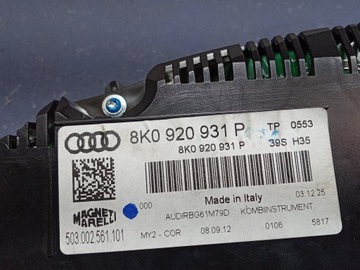 8K0 920 931 P TP 0553
8K0 920 931 P 39S H35
Made in Italy 03.12.25
000
AUDIRBG61M79D KOMBIINSTRUMENT
MAGNETI
MARELLI
503.002.561.101 MY2 - COR 08.09.12 0106 5817